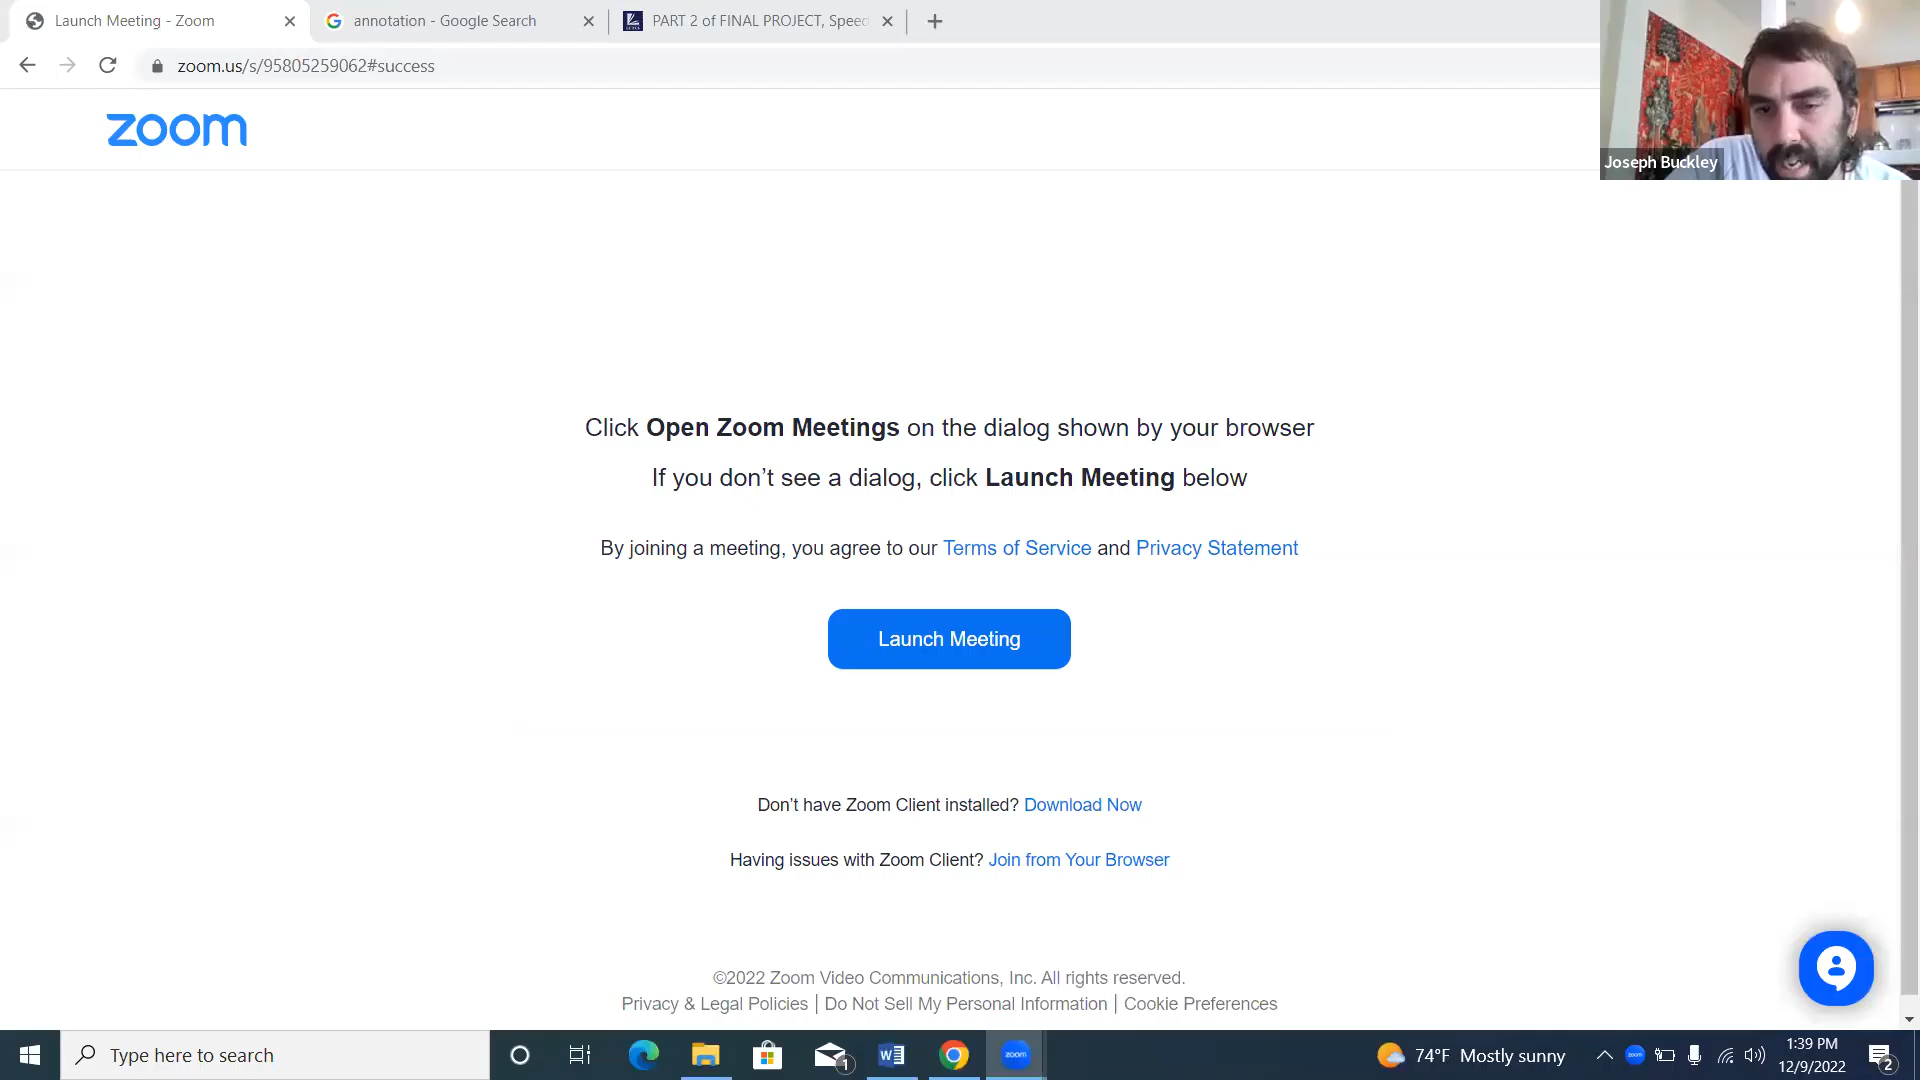 Launch Meeting - Zoom
annotation - Google Search
PART 2 of FINAL PROJECT, Speed
zoom.us/s/95805259062#success
zoom
Joseph Buckley
Click Open Zoom Meetings on the dialog shown by your browser
If you don’t see a dialog, click Launch Meeting below
By joining a meeting, you agree to our Terms of Service and Privacy Statement
Launch Meeting
Don’t have Zoom Client installed? Download Now
Having issues with Zoom Client? Join from Your Browser
©2022 Zoom Video Communications, Inc. All rights reserved.
Privacy & Legal Policies | Do Not Sell My Personal Information | Cookie Preferences
Type here to search
1
W
zoom
74°F Mostly sunny
zoom
1:39 PM
12/9/2022
2